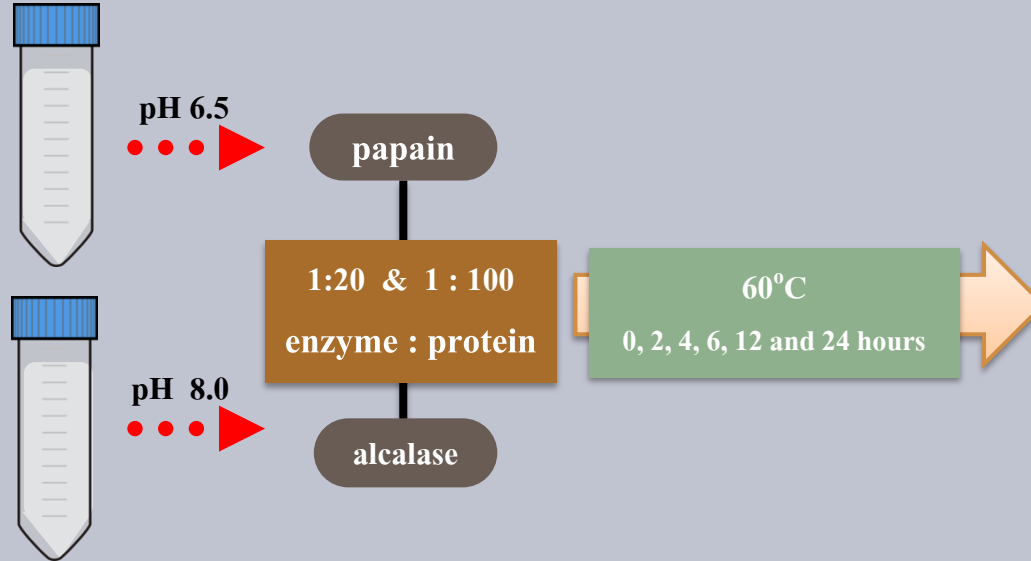 pH 6.5
papain
1:20 & 1 : 100
enzyme : protein
60°C
0, 2, 4, 6, 12 and 24 hours
pH 8.0
alcalase